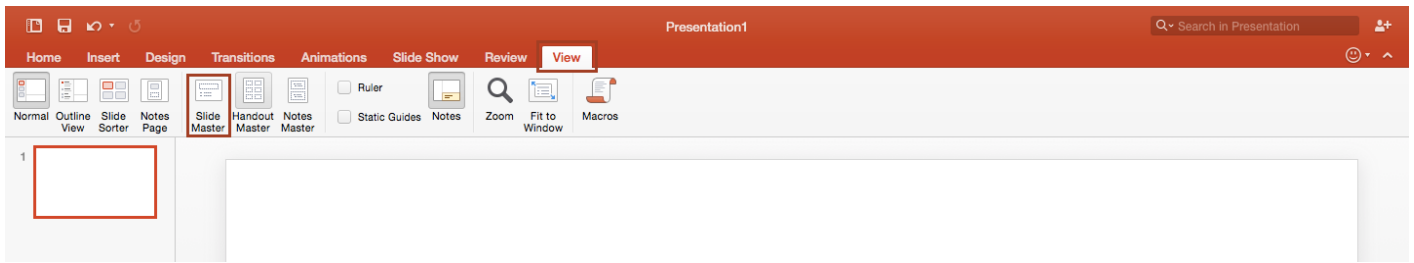 Presentation1
Search in Presentation
Home Insert Design Transitions Animations Slide Show Review View
Ruler
Static Guides
Normal Outline View Slide Sorter Notes Page Slide Master Handout Master Notes Master Notes Zoom Fit to Window Macros
1